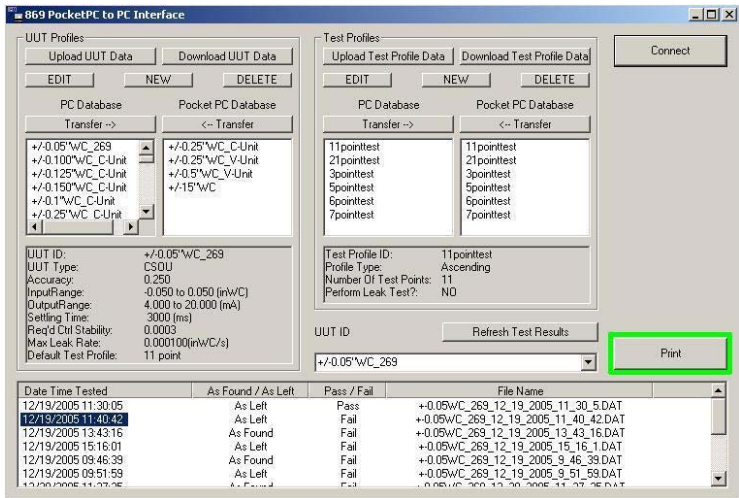 869 PocketPC to PC Interface
UUT Profiles
Upload UUT Data Download UUT Data
EDIT NEW DELETE
PC Database Pocket PC Database
Transfer --> <-- Transfer
+/-0.05"WC_269
+/-0.100"WC_C-Unit
+/-0.125"WC_C-Unit
+/-0.150"WC_C-Unit
+/-0.1"WC_C-Unit
+/-0.25"WC_C-Unit
+/-0.25"WC_C-Unit
+/-0.25"WC_V-Unit
+/-0.5"WC_V-Unit
+/-15"WC
UUT ID: +/-0.05"WC_269
UUT Type: CSOU
Accuracy: 0.250
InputRange: -0.050 to 0.050 (inWC)
OutputRange: 4.000 to 20.000 (mA)
Settling Time: 3000 (ms)
Req'd Ctrl Stability: 0.0003
Max Leak Rate: 0.000100(inWC/s)
Default Test Profile: 11 point
Test Profiles
Upload Test Profile Data Download Test Profile Data
EDIT NEW DELETE
PC Database Pocket PC Database
Transfer --> <-- Transfer
11pointtest
21pointtest
3pointtest
5pointtest
6pointtest
7pointtest
11pointtest
21pointtest
3pointtest
5pointtest
6pointtest
7pointtest
Test Profile ID: 11pointtest
Profile Type: Ascending
Number Of Test Points: 11
Perform Leak Test?: NO
UUT ID Refresh Test Results
+/-0.05"WC_269
Connect
Print
Date Time Tested As Found / As Left Pass / Fail File Name
12/19/2005 11:30:05 As Left Pass +-0.05WC_269_12_19_2005_11_30_5.DAT
12/19/2005 11:40:42 As Left Fail +-0.05WC_269_12_19_2005_11_40_42.DAT
12/19/2005 13:43:16 As Found Fail +-0.05WC_269_12_19_2005_13_43_16.DAT
12/19/2005 15:16:01 As Left Fail +-0.05WC_269_12_19_2005_15_16_1.DAT
12/19/2005 09:46:39 As Found Fail +-0.05WC_269_12_19_2005_9_46_39.DAT
12/19/2005 09:51:59 As Left Fail +-0.05WC_269_12_19_2005_9_51_59.DAT